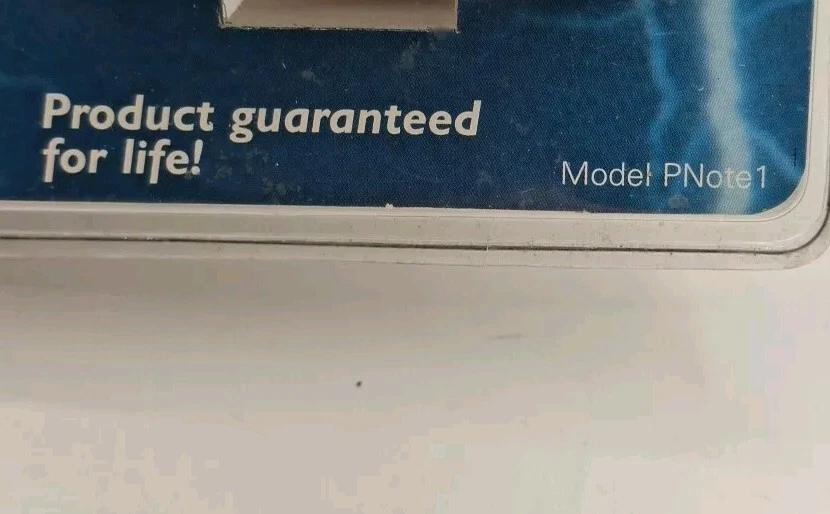 Product guaranteed
for life!
Model PNote1